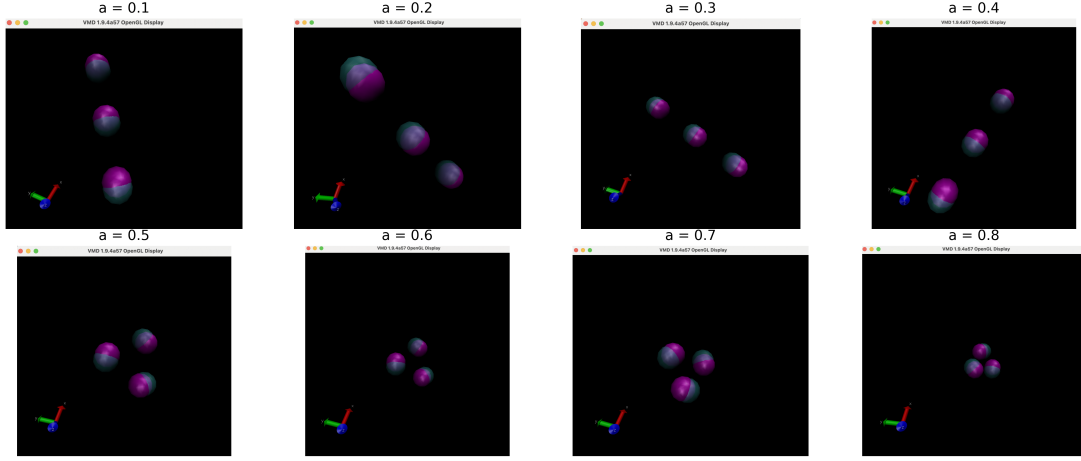 a = 0.1
a = 0.2
a = 0.3
a = 0.4
VMD 1.9.4a57 OpenGL Display
VMD 1.9.4a57 OpenGL Display
VMD 1.9.4a57 OpenGL Display
VMD 1.9.4a57 OpenGL Display
a = 0.5
a = 0.6
a = 0.7
a = 0.8
VMD 1.9.4a57 OpenGL Display
VMD 1.9.4a57 OpenGL Display
VMD 1.9.4a57 OpenGL Display
VMD 1.9.4a57 OpenGL Display